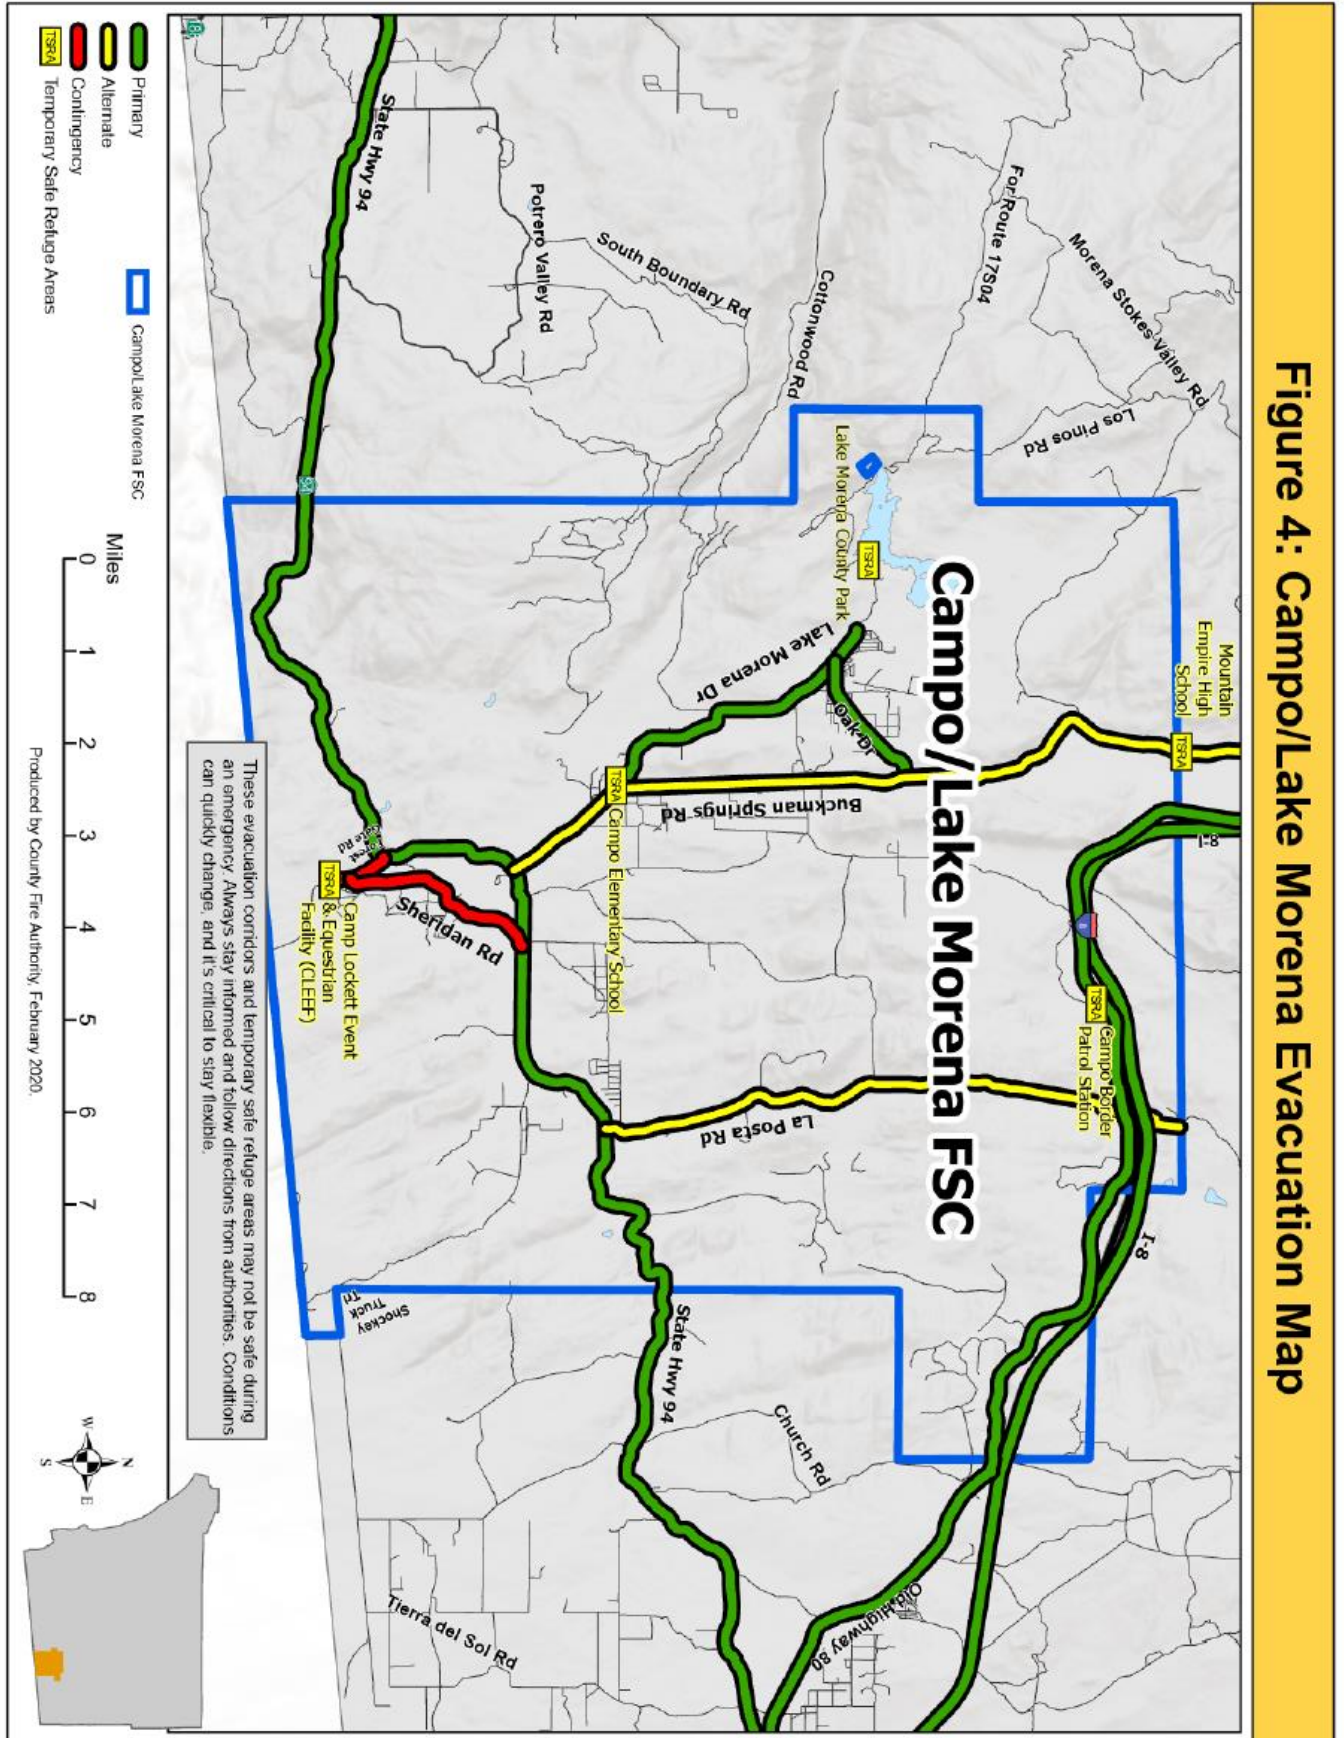 Figure 4: Campo/Lake Morena Evacuation Map
Mountain
Empire High
School
TSRA
I-8
8
TSRA
Campo Border
Patrol Station
I-8
Morena Stokes Valley Rd
Los Pinos Rd
For Route 17S04
Campo/Lake Morena FSC
Cottonwood Rd
Lake Morena County Park
TSRA
Lake Morena Dr
Oak Dr
Buckman Springs Rd
La Posta Rd
Church Rd
Old Highway 80
South Boundary Rd
Potrero Valley Rd
TSRA
Campo Elementary School
State Hwy 94
State Hwy 94
94
Sheridan Rd
Forest
Gate Rd
TSRA
Camp Lockett Event
& Equestrian
Facility (CLEEF)
Shockey
Truck
Trl
Tierra del Sol Rd
188
These evacuation corridors and temporary safe refuge areas may not be safe during
an emergency. Always stay informed and follow directions from authorities. Conditions
can quickly change, and it's critical to stay flexible.
Primary
Alternate
Contingency
TSRA Temporary Safe Refuge Areas
Campo/Lake Morena FSC
Miles
0 1 2 3 4 5 6 7 8
Produced by County Fire Authority, February 2020.
N
W E
S